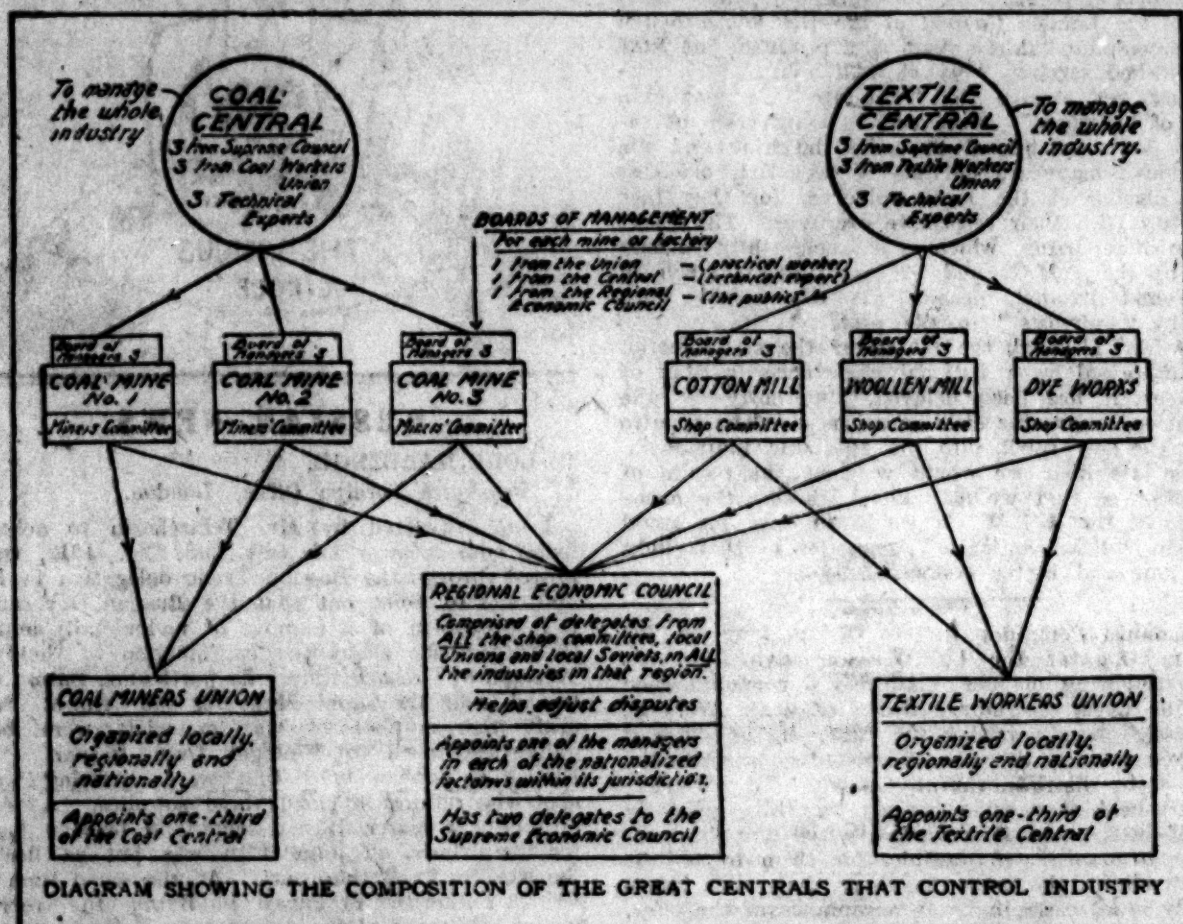 To manage
the whole
industry
COAL
CENTRAL
3 from Supreme Council
3 from Coal Workers
Union
3 Technical
Experts
TEXTILE
CENTRAL
3 from Supreme Council
3 from Textile Workers
Union
3 Technical
Experts
To manage
the whole
industry.
BOARDS OF MANAGEMENT
For each mine or factory
1 from the Union — (practical worker)
1 from the Central — (technical expert)
1 from the Regional — (the public)
Economic Council
Board of
Managers 3
COAL MINE
No. 1
Miners Committee
Board of
Managers 3
COAL MINE
No. 2
Miners' Committee
Board of
Managers 3
COAL MINE
No. 3
Miners' Committee
Board of
Managers 3
COTTON MILL
Shop Committee
Board of
Managers 3
WOOLLEN MILL
Shop Committee
Board of
Managers 3
DYE WORKS
Shop Committee
COAL MINERS UNION
Organized locally,
regionally and
nationally
Appoints one-third
of the Coal Central
REGIONAL ECONOMIC COUNCIL
Comprised of delegates from
ALL the shop committees, local
Unions and local Soviets, in ALL
the industries in that region.
Helps adjust disputes
Appoints one of the managers
in each of the nationalized
factories within its jurisdiction.
Has two delegates to the
Supreme Economic Council
TEXTILE WORKERS UNION
Organized locally,
regionally and nationally
Appoints one-third of
the Textile Central
DIAGRAM SHOWING THE COMPOSITION OF THE GREAT CENTRALS THAT CONTROL INDUSTRY